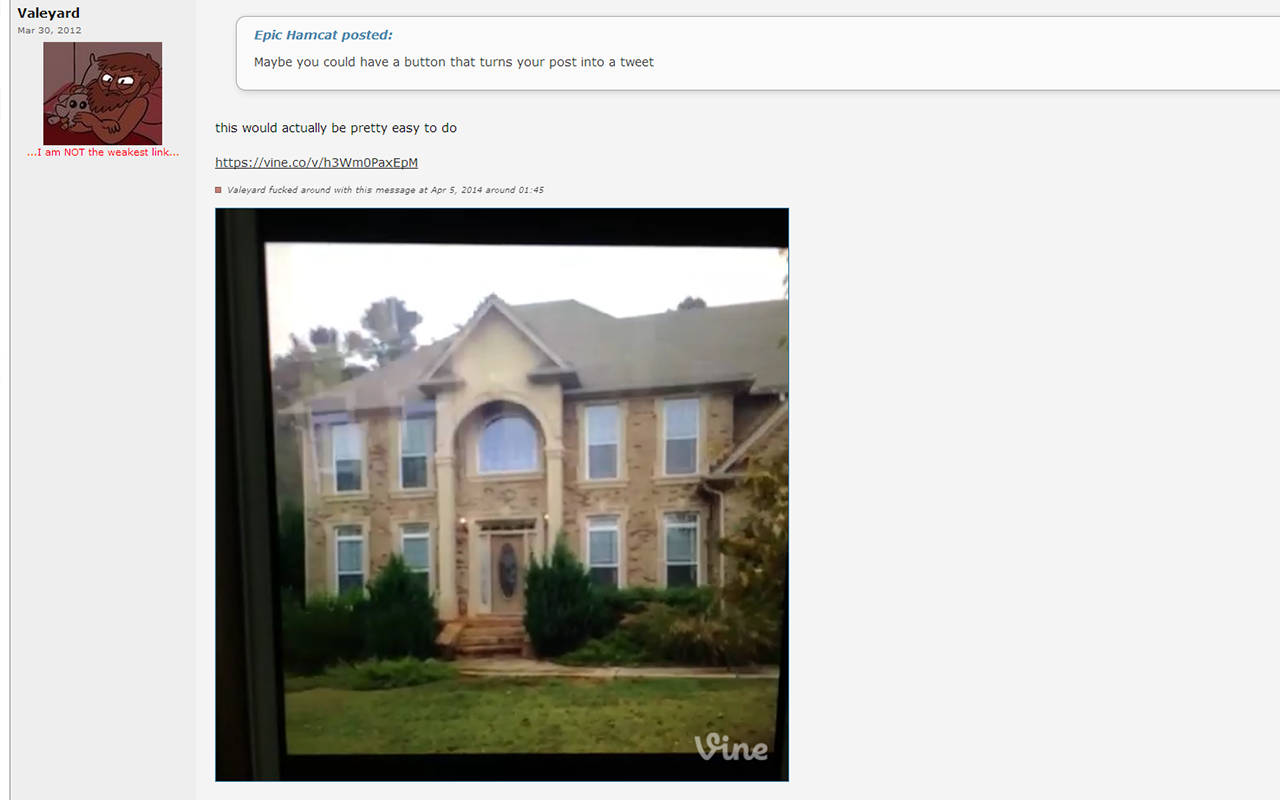 Valeyard
Mar 30, 2012
...I am NOT the weakest link...
Epic Hamcat posted:
Maybe you could have a button that turns your post into a tweet
this would actually be pretty easy to do
https://vine.co/v/h3Wm0PaxEpM
Valeyard fucked around with this message at Apr 5, 2014 around 01:45
Vine